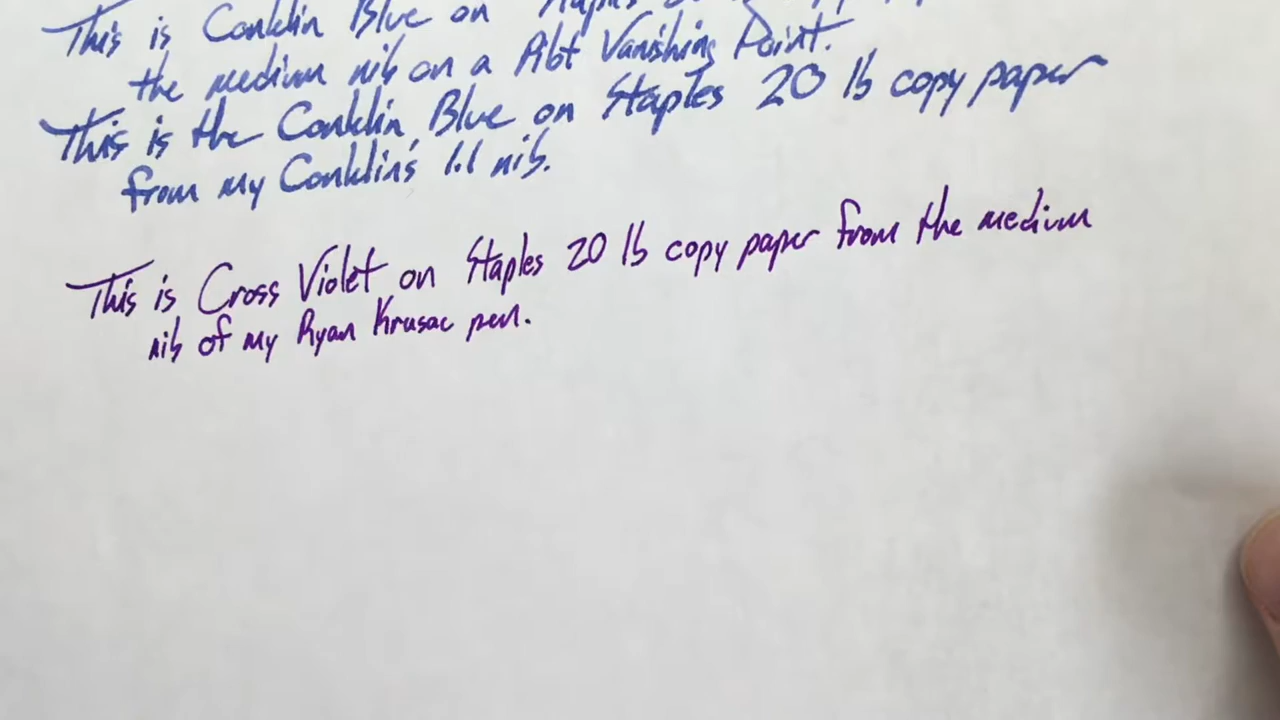 This is Conklin Blue on Staples 20
the medium nib on a Pilot Vanishing Point.
This is the Conklin Blue on Staples 20 lb copy paper
from my Conklin's 1.1 nib.
This is Cross Violet on Staples 20 lb copy paper from the medium
nib of my Ryan Krusac pen.